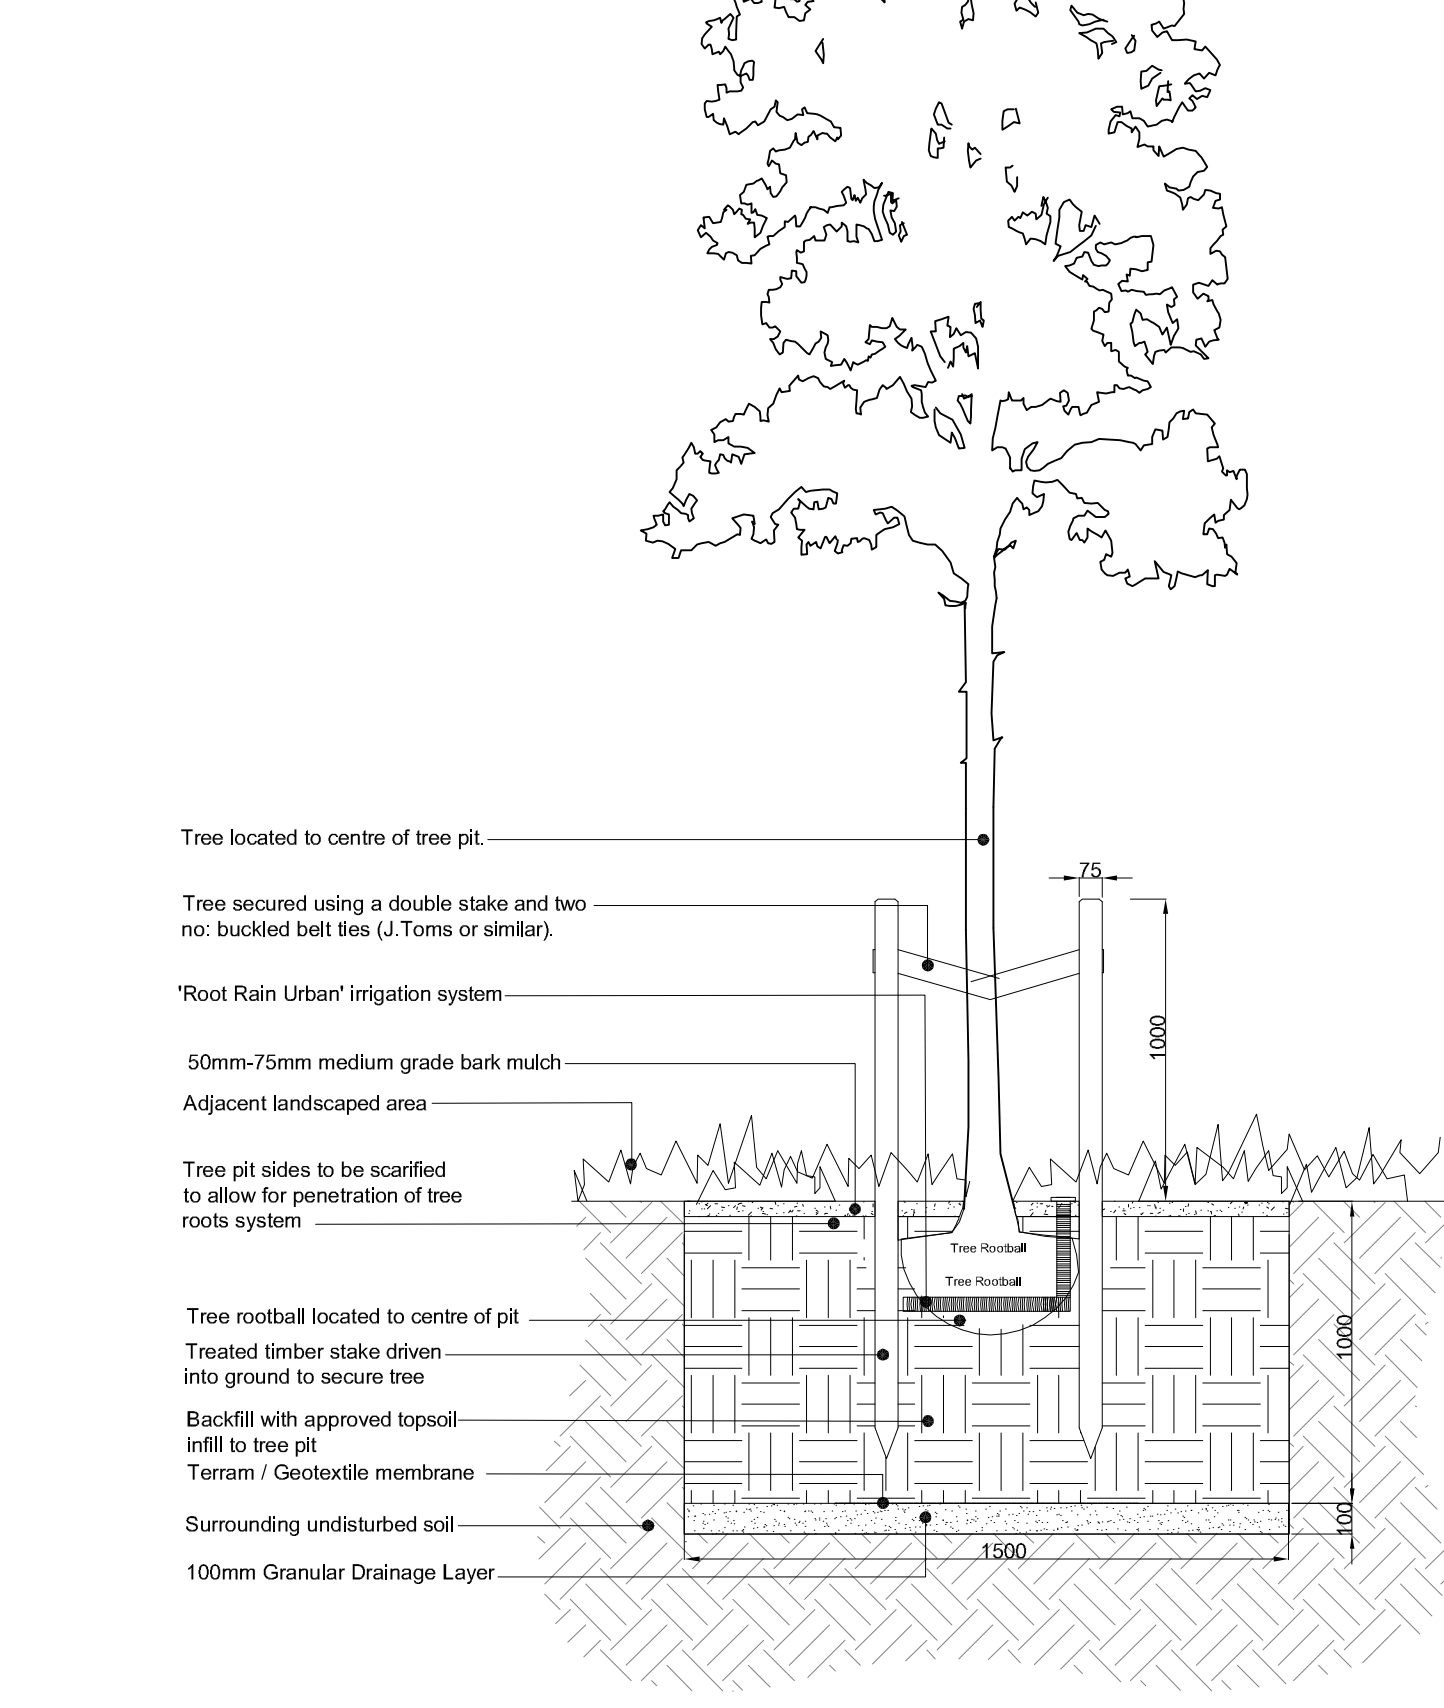 Tree located to centre of tree pit.
75
Tree secured using a double stake and two
no: buckled belt ties (J.Toms or similar).
'Root Rain Urban' irrigation system
1000
50mm-75mm medium grade bark mulch
Adjacent landscaped area
Tree pit sides to be scarified
to allow for penetration of tree
roots system
Tree Rootball
Tree Rootball
Tree rootball located to centre of pit
1000
Treated timber stake driven
into ground to secure tree
Backfill with approved topsoil
infill to tree pit
Terram / Geotextile membrane
Surrounding undisturbed soil
100
1500
100mm Granular Drainage Layer